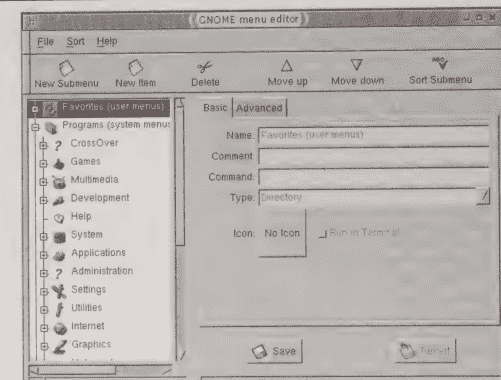 GNOME menu editor
File Sort Help
New Submenu New Item Delete Move up Move down Sort Submenu
Favorites (user menus)
Programs (system menus
CrossOver
Games
Multimedia
Development
Help
System
Applications
Administration
Settings
Utilities
Internet
Graphics
Basic Advanced
Name: Favorites (user menus)
Comment:
Command:
Type: Directory
Icon: No Icon Run in Terminal
Save Revert